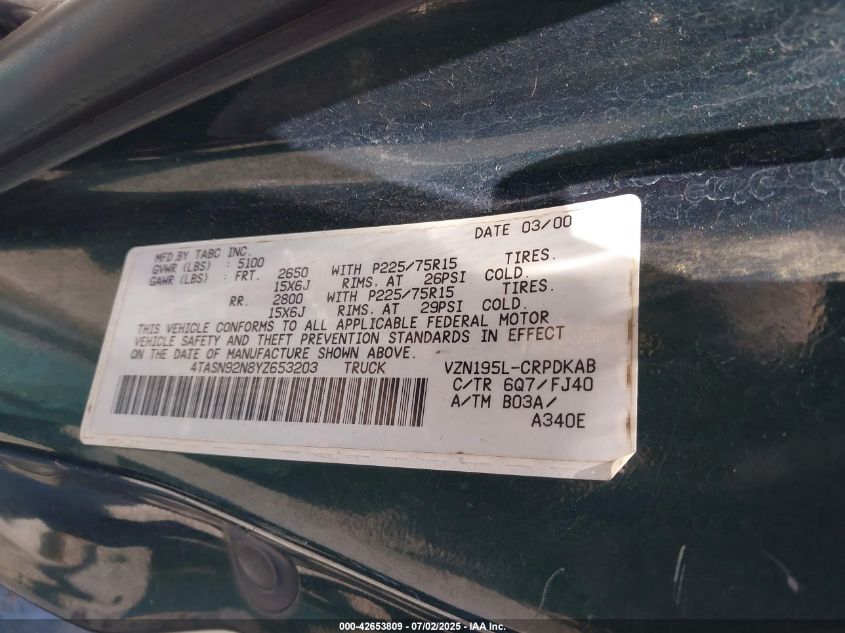 DATE 03/00
MFD.BY TABC INC.
GVWR (LBS) : 5100
GAWR (LBS) : FRT. 2650 WITH P225/75R15 TIRES.
15X6J RIMS. AT 26PSI COLD.
RR. 2800 WITH P225/75R15 TIRES.
15X6J RIMS. AT 29PSI COLD.
THIS VEHICLE CONFORMS TO ALL APPLICABLE FEDERAL MOTOR
VEHICLE SAFETY AND THEFT PREVENTION STANDARDS IN EFFECT
ON THE DATE OF MANUFACTURE SHOWN ABOVE.
4TASN92N8YZ653203 TRUCK VZN195L-CRPDKAB
C/TR 6Q7/FJ40
A/TM B03A/
A340E
000-42653809 - 07/02/2025 - IAA Inc.